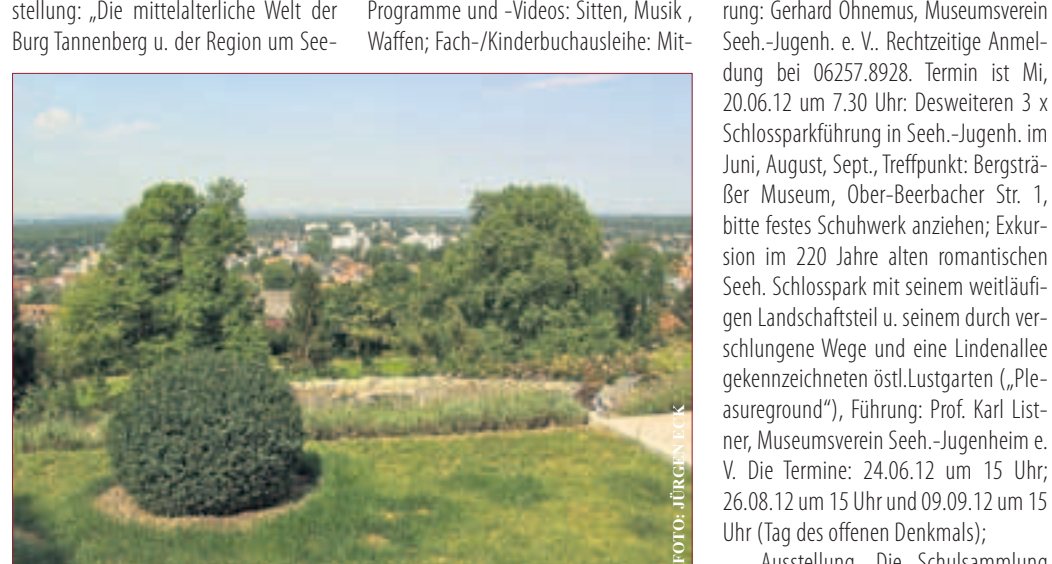 stellung: „Die mittelalterliche Welt der
Burg Tannenberg u. der Region um See-
Programme und -Videos: Sitten, Musik ,
Waffen; Fach-/Kinderbuchausleihe: Mit-
FOTO: JÜRGEN ECK
rung: Gerhard Ohnemus, Museumsverein
Seeh.-Jugenh. e. V.. Rechtzeitige Anmel-
dung bei 06257.8928. Termin ist Mi,
20.06.12 um 7.30 Uhr: Desweiteren 3 x
Schlossparkführung in Seeh.-Jugenh. im
Juni, August, Sept., Treffpunkt: Bergsträ-
ßer Museum, Ober-Beerbacher Str. 1,
bitte festes Schuhwerk anziehen; Exkur-
sion im 220 Jahre alten romantischen
Seeh. Schlosspark mit seinem weitläufi-
gen Landschaftsteil u. seinem durch ver-
schlungene Wege und eine Lindenallee
gekennzeichneten östl.Lustgarten („Ple-
asureground“), Führung: Prof. Karl List-
ner, Museumsverein Seeh.-Jugenheim e.
V. Die Termine: 24.06.12 um 15 Uhr;
26.08.12 um 15 Uhr und 09.09.12 um 15
Uhr (Tag des offenen Denkmals);
Ausstellung „Die Schulsammlung